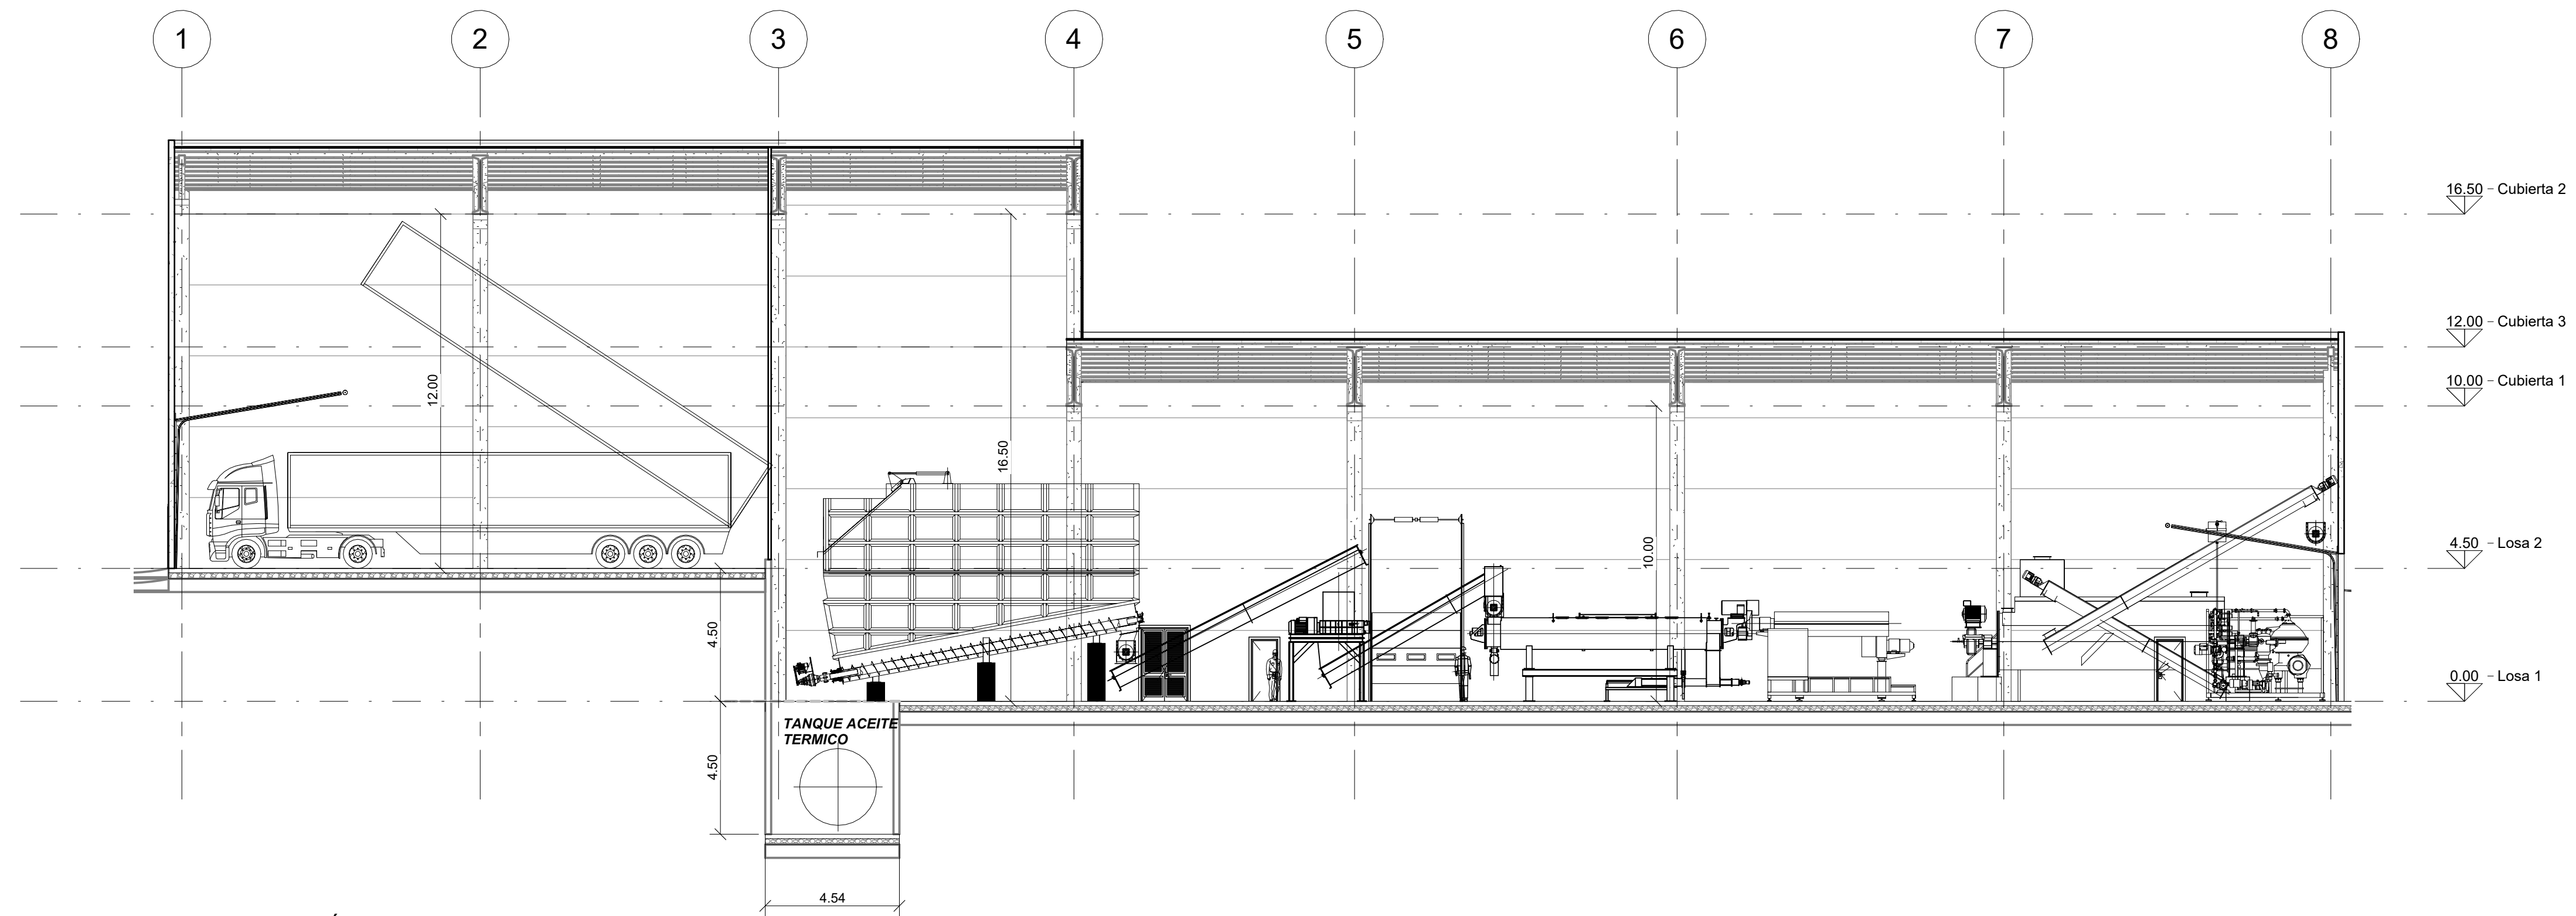 1
2
3
4
5
6
7
8
16.50 - Cubierta 2
12.00 - Cubierta 3
10.00 - Cubierta 1
4.50 - Losa 2
0.00 - Losa 1
12.00
16.50
10.00
4.50
4.50
TANQUE ACEITE
TERMICO
4.54